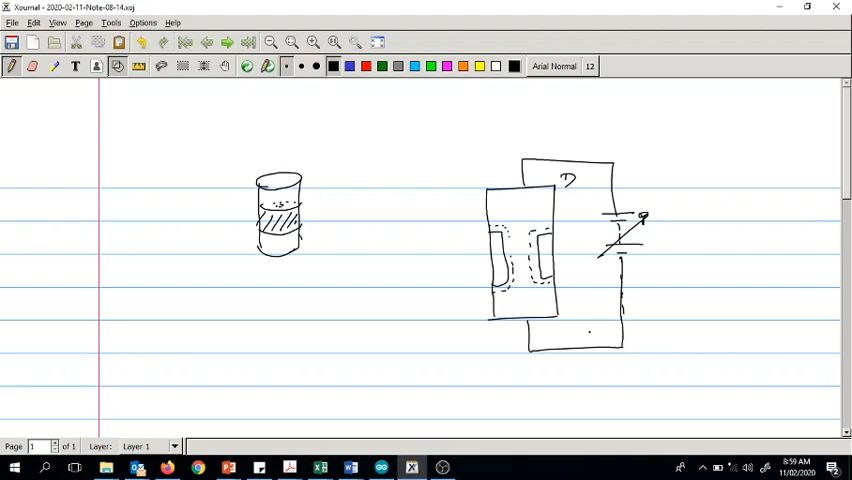 Xournal - 2020-02-11-Note-08-14.xoj
File Edit View Page Tools Options Help
T Arial Normal 12
D
Page 1 of 1 Layer: Layer 1
8:59 AM
11/02/2020
2